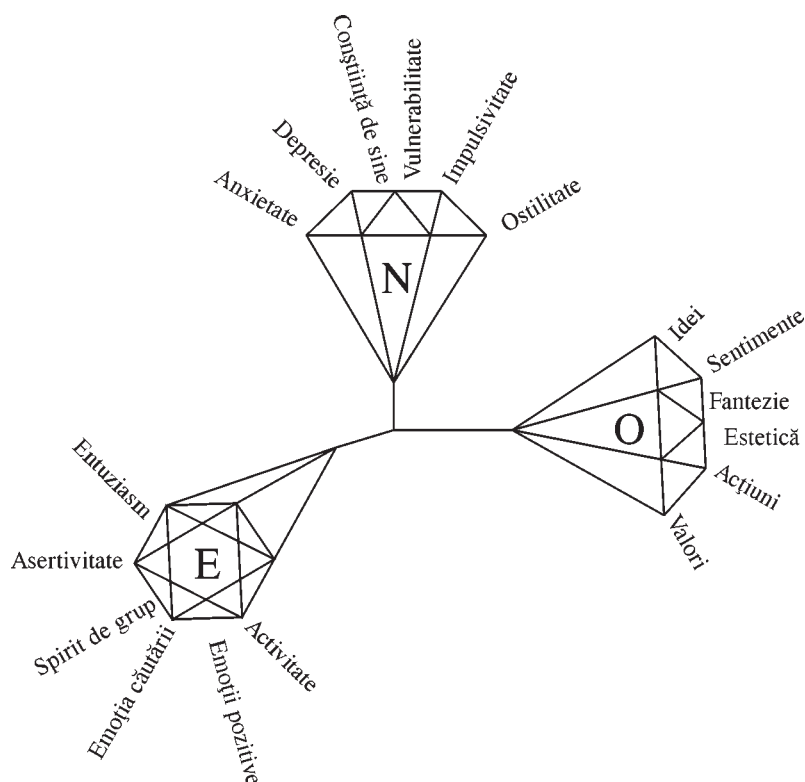 Anxietate
Depresie
Conştiinţă de sine
Vulnerabilitate
Impulsivitate
Ostilitate
N
Idei
Sentimente
Fantezie
Estetică
Acţiuni
Valori
O
Entuziasm
Asertivitate
Spirit de grup
Emoţia căutării
Emoţii pozitive
Activitate
E